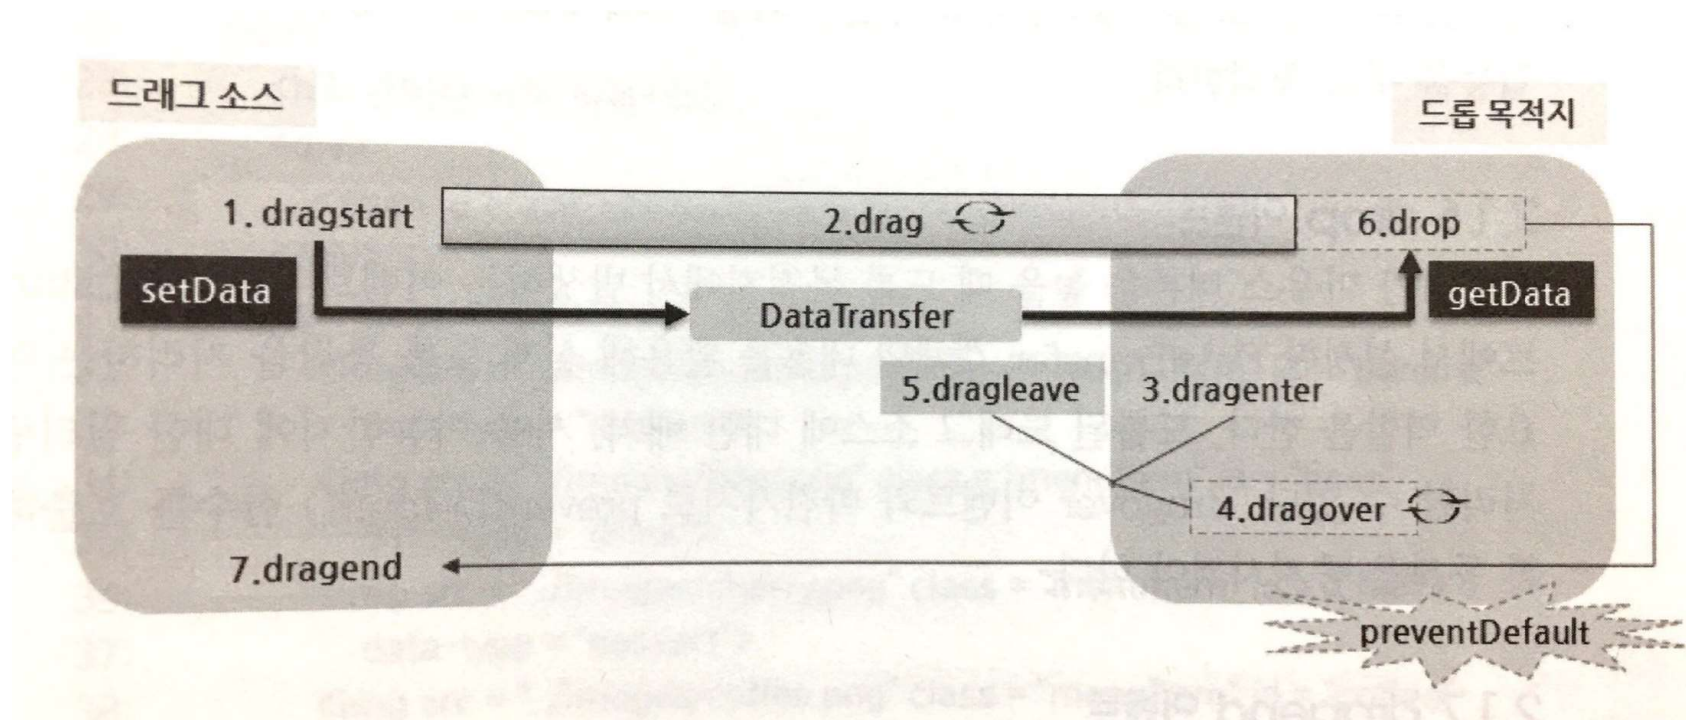 드래그 소스
드롭 목적지
1. dragstart
2.drag
6.drop
setData
getData
DataTransfer
5.dragleave
3.dragenter
4.dragover
7.dragend
preventDefault